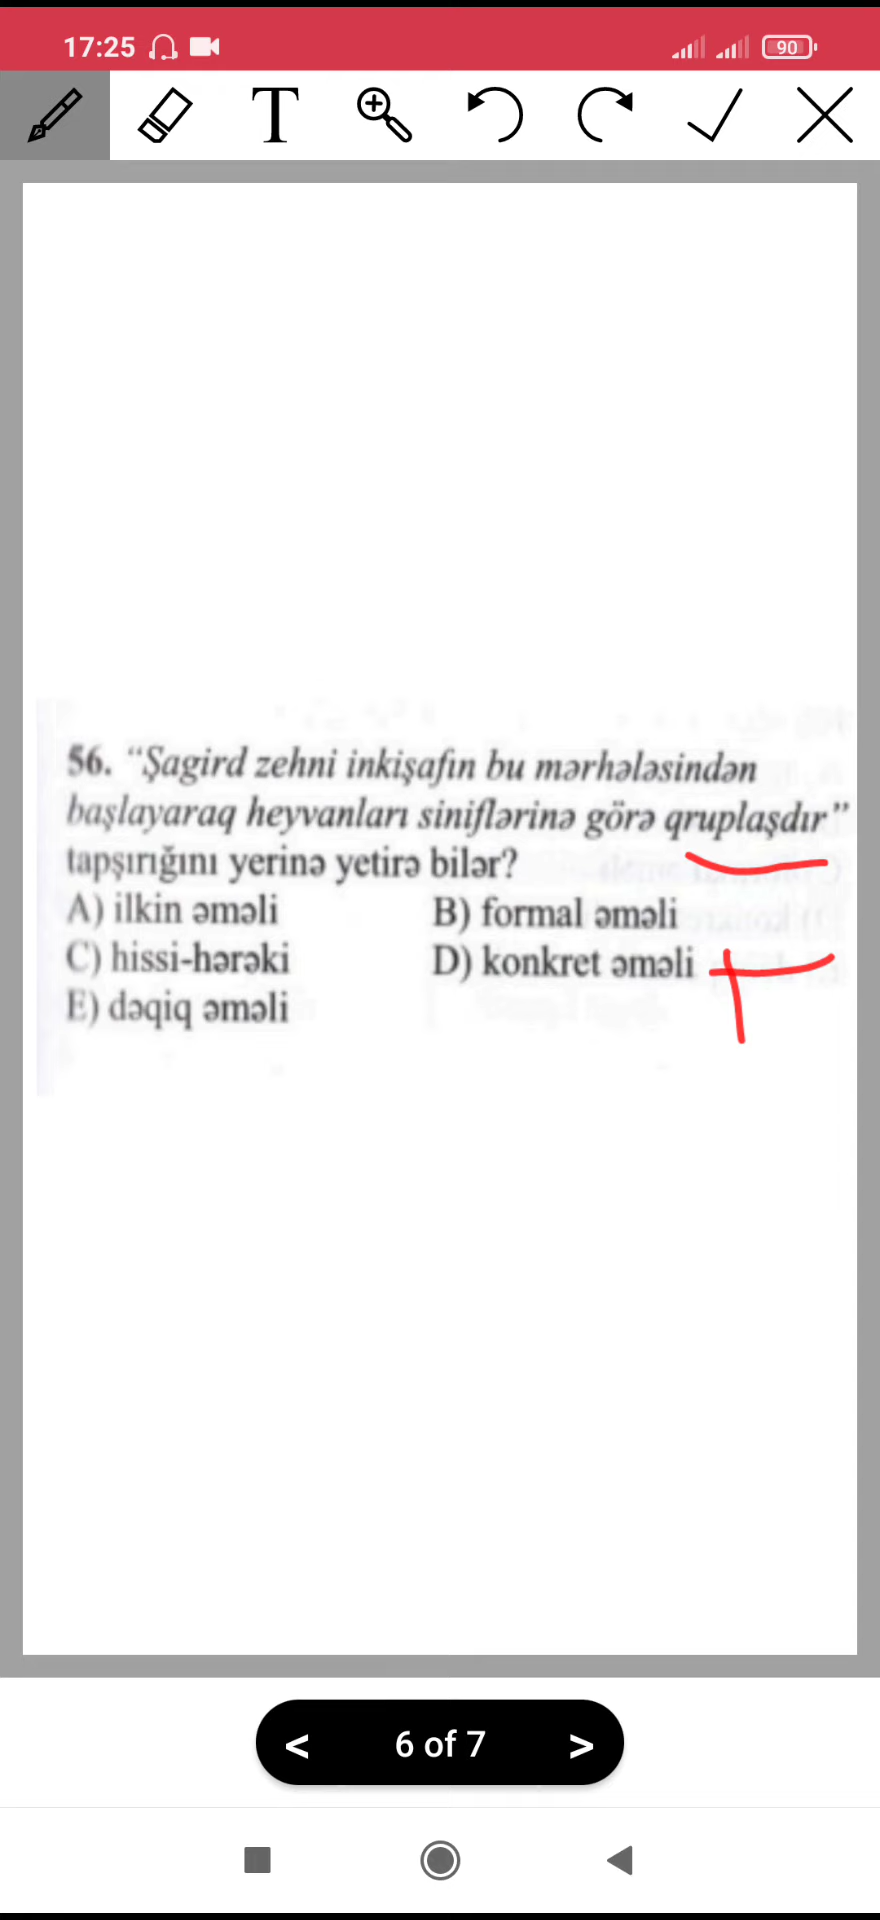 17:25
90
T
56. “Şagird zehni inkişafın bu mərhələsindən
başlayaraq heyvanları siniflərinə görə qruplaşdır”
tapşırığını yerinə yetirə bilər?
A) ilkin əməli B) formal əməli
C) hissi-hərəki D) konkret əməli
E) dəqiq əməli
< 6 of 7 >